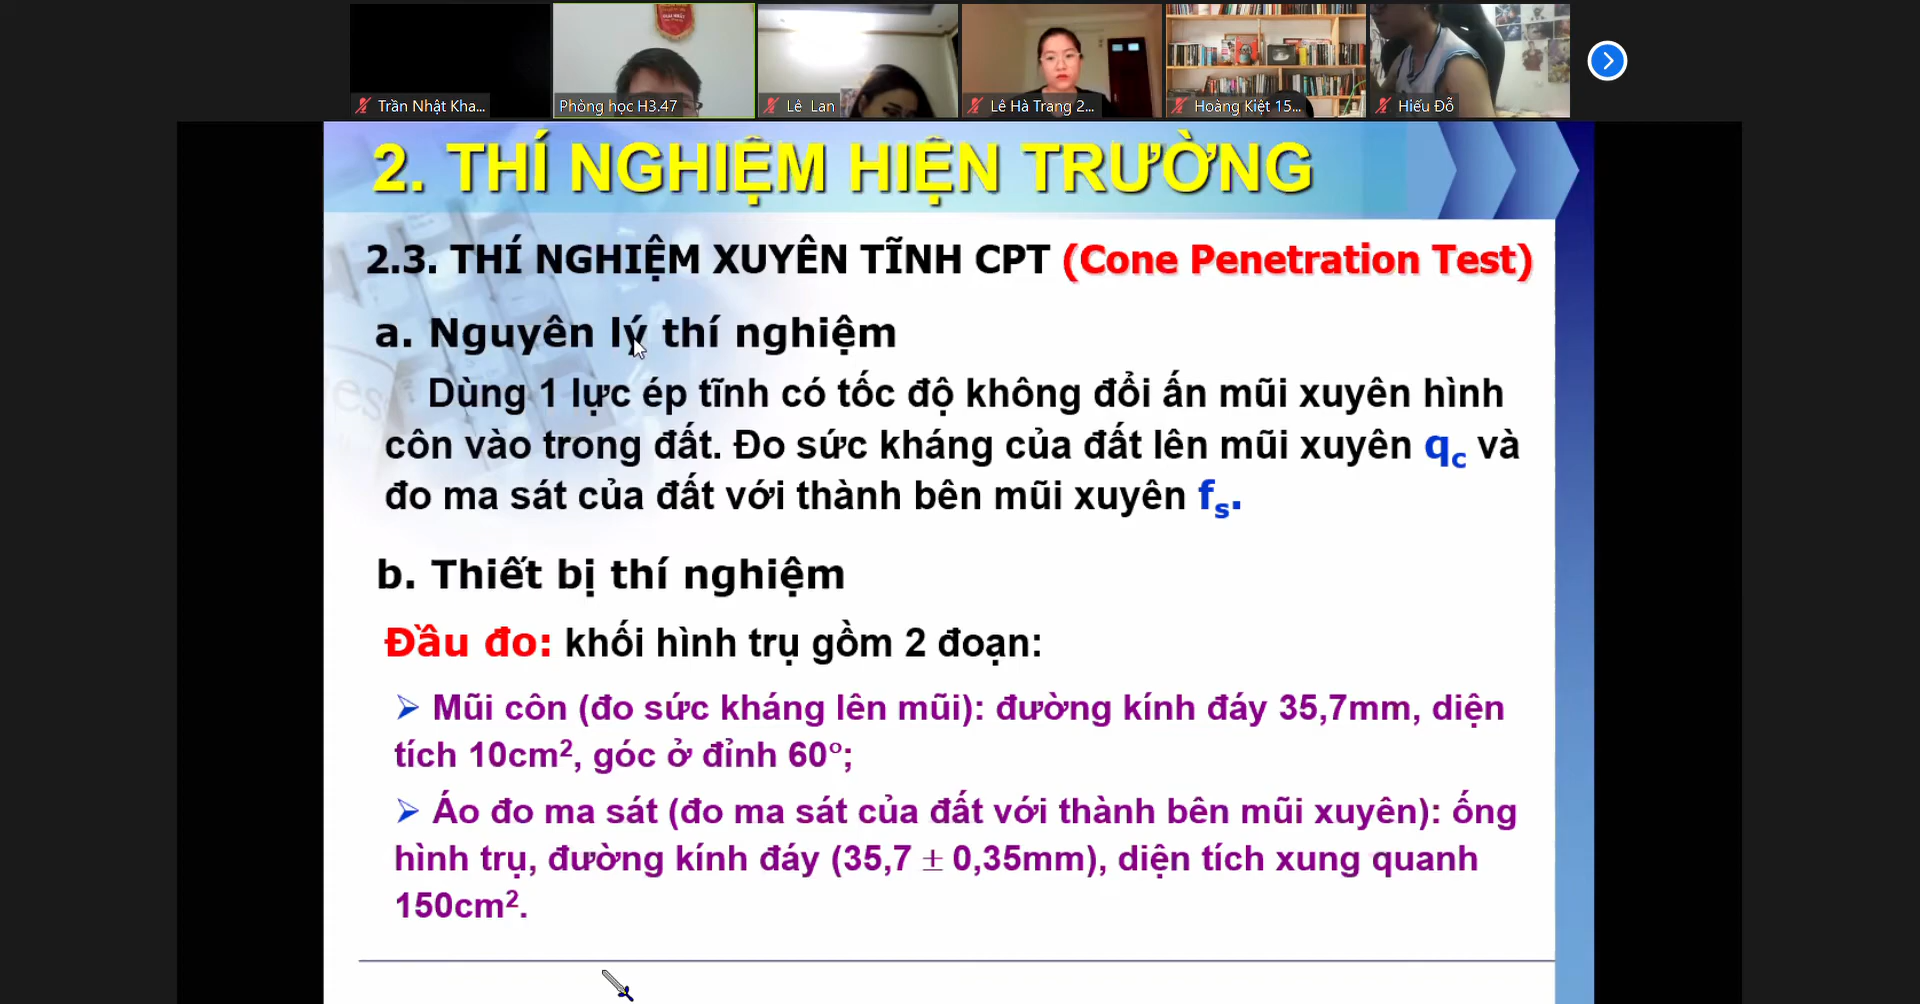 Trần Nhật Kha...
Phòng học H3.47
Lê Lan
Lê Hà Trang 2...
Hoàng Kiệt 15...
Hiếu Đỗ
2. THÍ NGHIỆM HIỆN TRƯỜNG
2.3. THÍ NGHIỆM XUYÊN TĨNH CPT (Cone Penetration Test)
a. Nguyên lý thí nghiệm
Dùng 1 lực ép tĩnh có tốc độ không đổi ấn mũi xuyên hình
côn vào trong đất. Đo sức kháng của đất lên mũi xuyên qc và
đo ma sát của đất với thành bên mũi xuyên fs.
b. Thiết bị thí nghiệm
Đầu đo: khối hình trụ gồm 2 đoạn:
➢ Mũi côn (đo sức kháng lên mũi): đường kính đáy 35,7mm, diện
tích 10cm², góc ở đỉnh 60°;
➢ Áo đo ma sát (đo ma sát của đất với thành bên mũi xuyên): ống
hình trụ, đường kính đáy (35,7 ± 0,35mm), diện tích xung quanh
150cm².